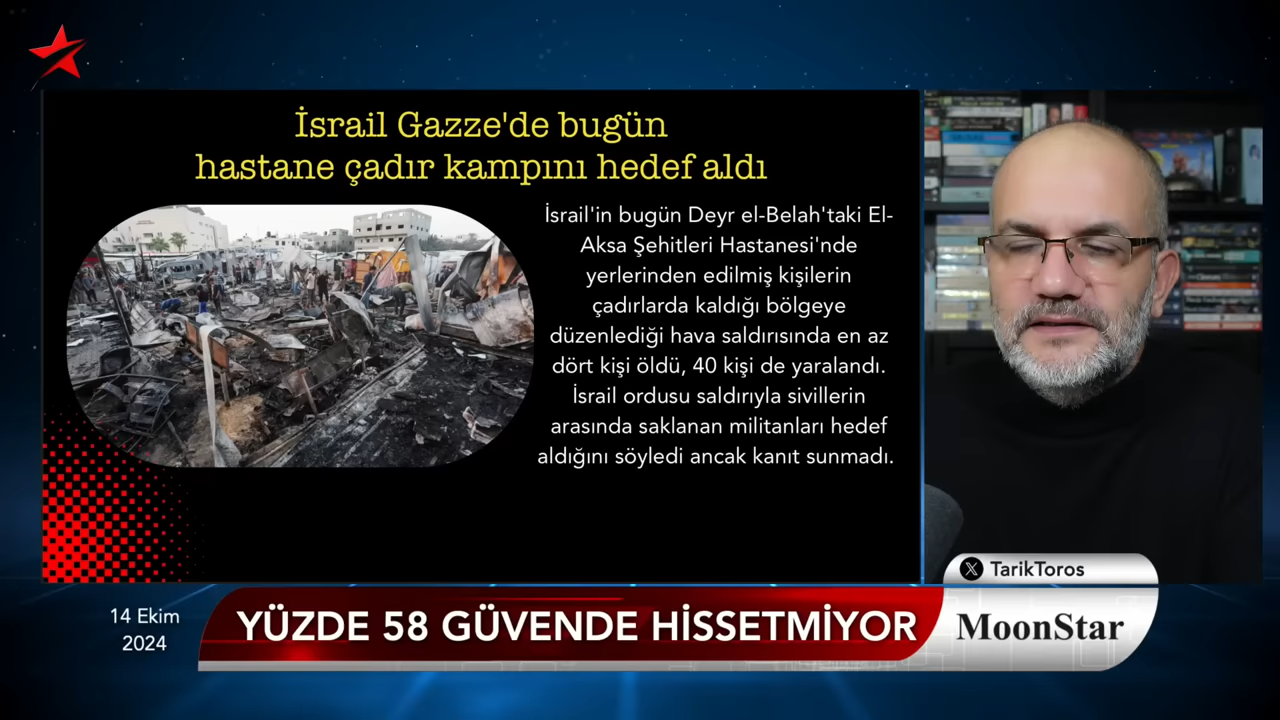 İsrail Gazze'de bugün
hastane çadır kampını hedef aldı
İsrail'in bugün Deyr el-Belah'taki El-
Aksa Şehitleri Hastanesi'nde
yerlerinden edilmiş kişilerin
çadırlarda kaldığı bölgeye
düzenlediği hava saldırısında en az
dört kişi öldü, 40 kişi de yaralandı.
İsrail ordusu saldırıyla sivillerin
arasında saklanan militanları hedef
aldığını söyledi ancak kanıt sunmadı.
TarikToros
14 Ekim
2024
YÜZDE 58 GÜVENDE HİSSETMİYOR
MoonStar